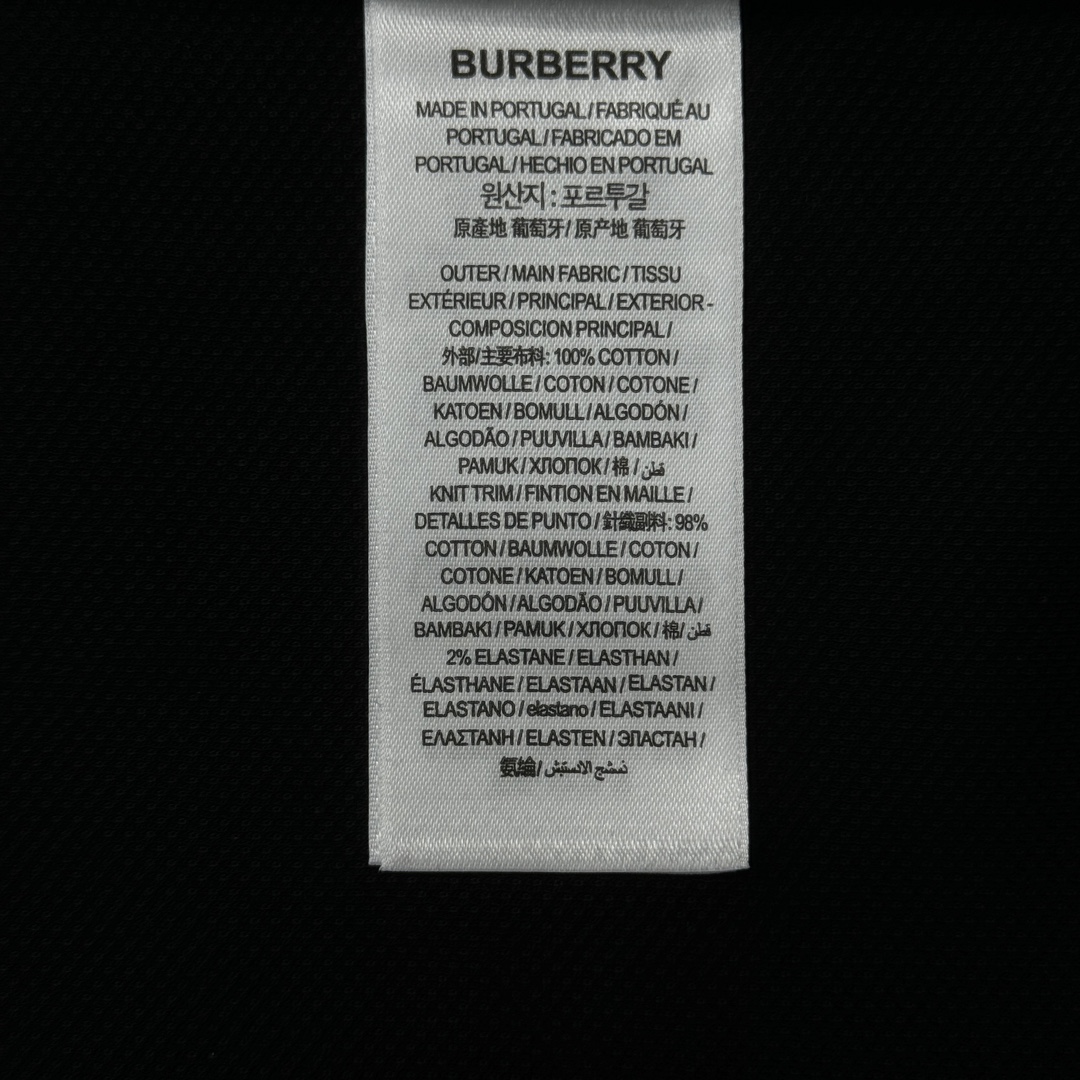 BURBERRY
MADE IN PORTUGAL / FABRIQUÉ AU
PORTUGAL / FABRICADO EM
PORTUGAL / HECHIO EN PORTUGAL
원산지 : 포르투갈
原產地 葡萄牙 / 原产地 葡萄牙
OUTER / MAIN FABRIC / TISSU
EXTÉRIEUR / PRINCIPAL / EXTERIOR -
COMPOSICION PRINCIPAL /
外部/主要布料: 100% COTTON /
BAUMWOLLE / COTON / COTONE /
KATOEN / BOMULL / ALGODÓN /
ALGODÃO / PUUVILLA / BAMBAKI /
PAMUK / ХЛОПОК / 棉 / قطن
KNIT TRIM / FINTION EN MAILLE /
DETALLES DE PUNTO / 針織副料: 98%
COTTON / BAUMWOLLE / COTON /
COTONE / KATOEN / BOMULL /
ALGODÓN / ALGODÃO / PUUVILLA /
BAMBAKI / PAMUK / ХЛОПОК / 棉/ قطن
2% ELASTANE / ELASTHAN /
ÉLASTHANE / ELASTAAN / ELASTAN /
ELASTANO / elastano / ELASTAANI /
ΕΛΑΣΤΑΝΗ / ELASTEN / ЭЛАСТАН /
氨纶/